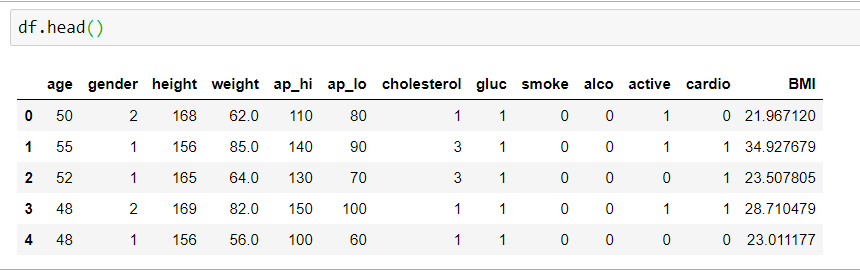 df.head()
age gender height weight ap_hi ap_lo cholesterol gluc smoke alco active cardio BMI
0 50 2 168 62.0 110 80 1 1 0 0 1 0 21.967120
1 55 1 156 85.0 140 90 3 1 0 0 1 1 34.927679
2 52 1 165 64.0 130 70 3 1 0 0 0 1 23.507805
3 48 2 169 82.0 150 100 1 1 0 0 1 1 28.710479
4 48 1 156 56.0 100 60 1 1 0 0 0 0 23.011177